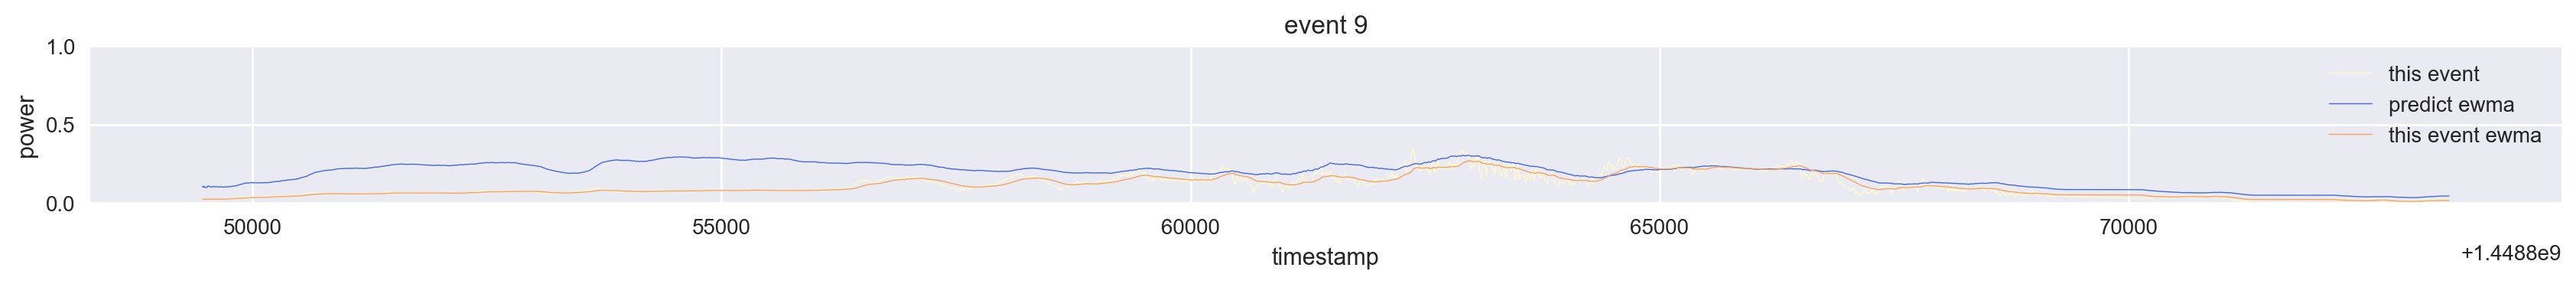 event 9
1.0
0.5
0.0
power
this event
predict ewma
this event ewma
50000 55000 60000 65000 70000
timestamp
+1.4488e9